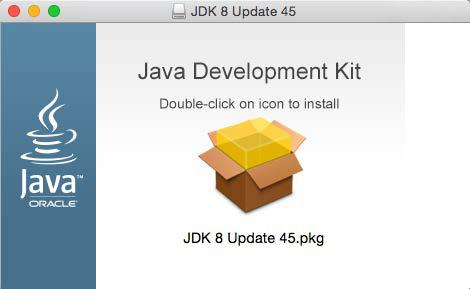 JDK 8 Update 45
Java Development Kit
Double-click on icon to install
Java™
ORACLE
JDK 8 Update 45.pkg